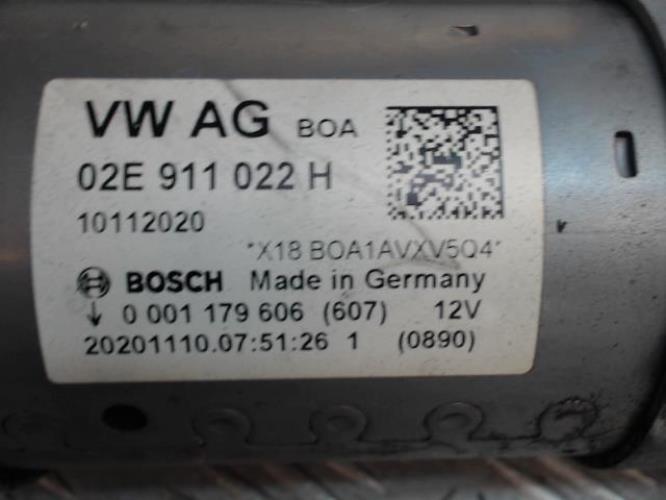 VW AG BOA
02E 911 022 H
10112020
*X18 BOA1AVXV5Q4*
BOSCH Made in Germany
↓ 0 001 179 606 (607) 12V
20201110.07:51:26 1 (0890)